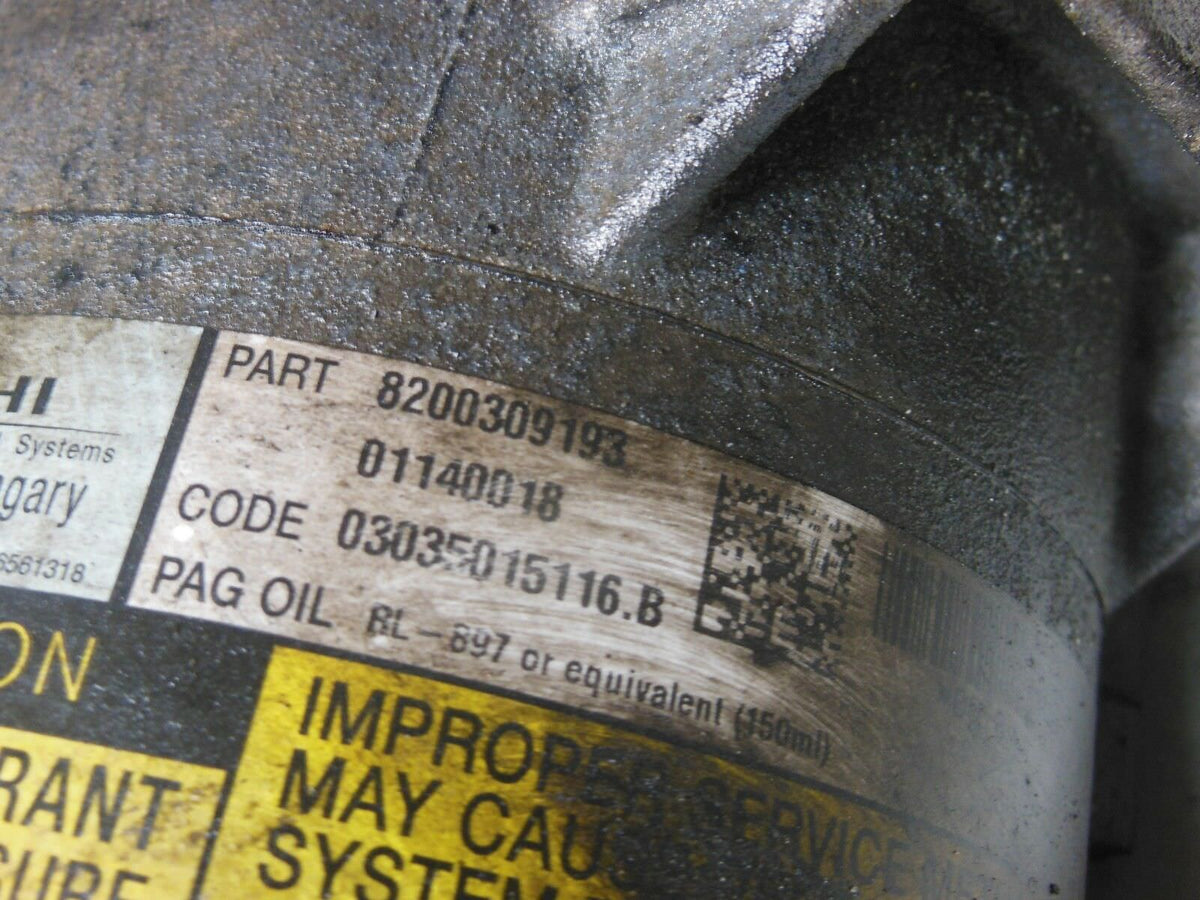 HI
Systems
gary
6561318
PART 8200309193
01140018
CODE 03035015116.B
PAG OIL RL-897 or equivalent (150ml)
ON
RANT
SURE
IMPROPER SERVICE
MAY CAU
SYSTEM